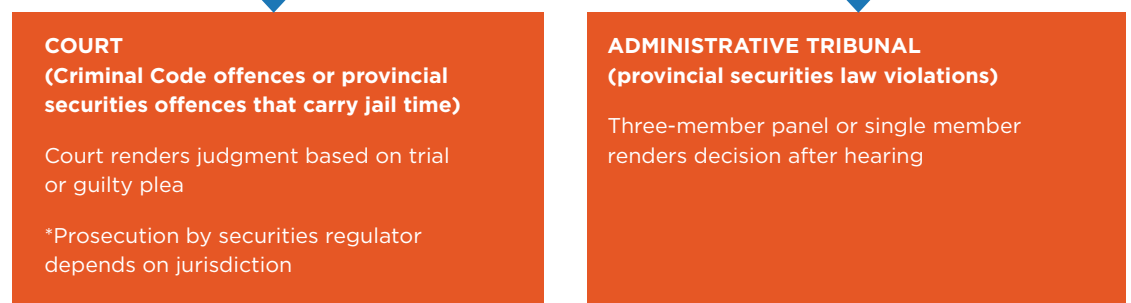 COURT
(Criminal Code offences or provincial
securities offences that carry jail time)
Court renders judgment based on trial
or guilty plea
*Prosecution by securities regulator
depends on jurisdiction
ADMINISTRATIVE TRIBUNAL
(provincial securities law violations)
Three-member panel or single member
renders decision after hearing